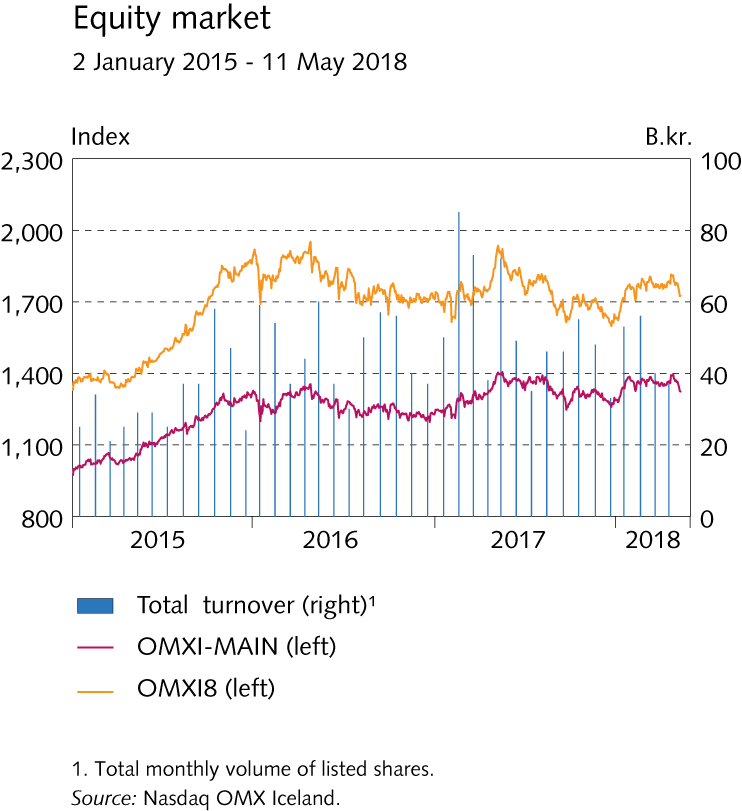 Equity market
2 January 2015 - 11 May 2018
Index B.kr.
2,300 100
2,000 80
1,700 60
1,400 40
1,100 20
800 0
2015 2016 2017 2018
Total turnover (right)¹
OMXI-MAIN (left)
OMXI8 (left)
1. Total monthly volume of listed shares.
Source: Nasdaq OMX Iceland.